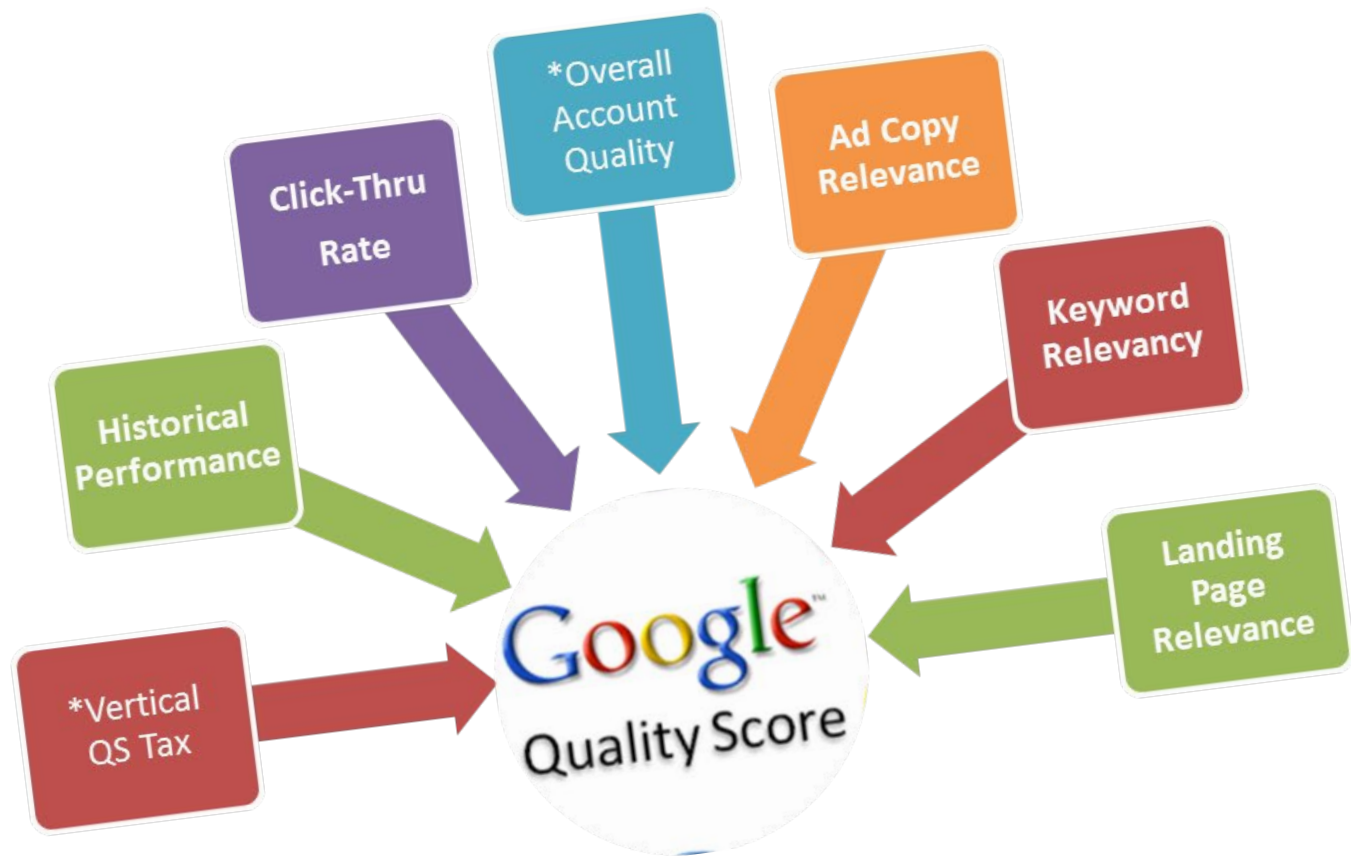 *Overall
Account
Quality
Ad Copy
Relevance
Click-Thru
Rate
Keyword
Relevancy
Historical
Performance
Landing
Page
Relevance
*Vertical
QS Tax
Google™
Quality Score